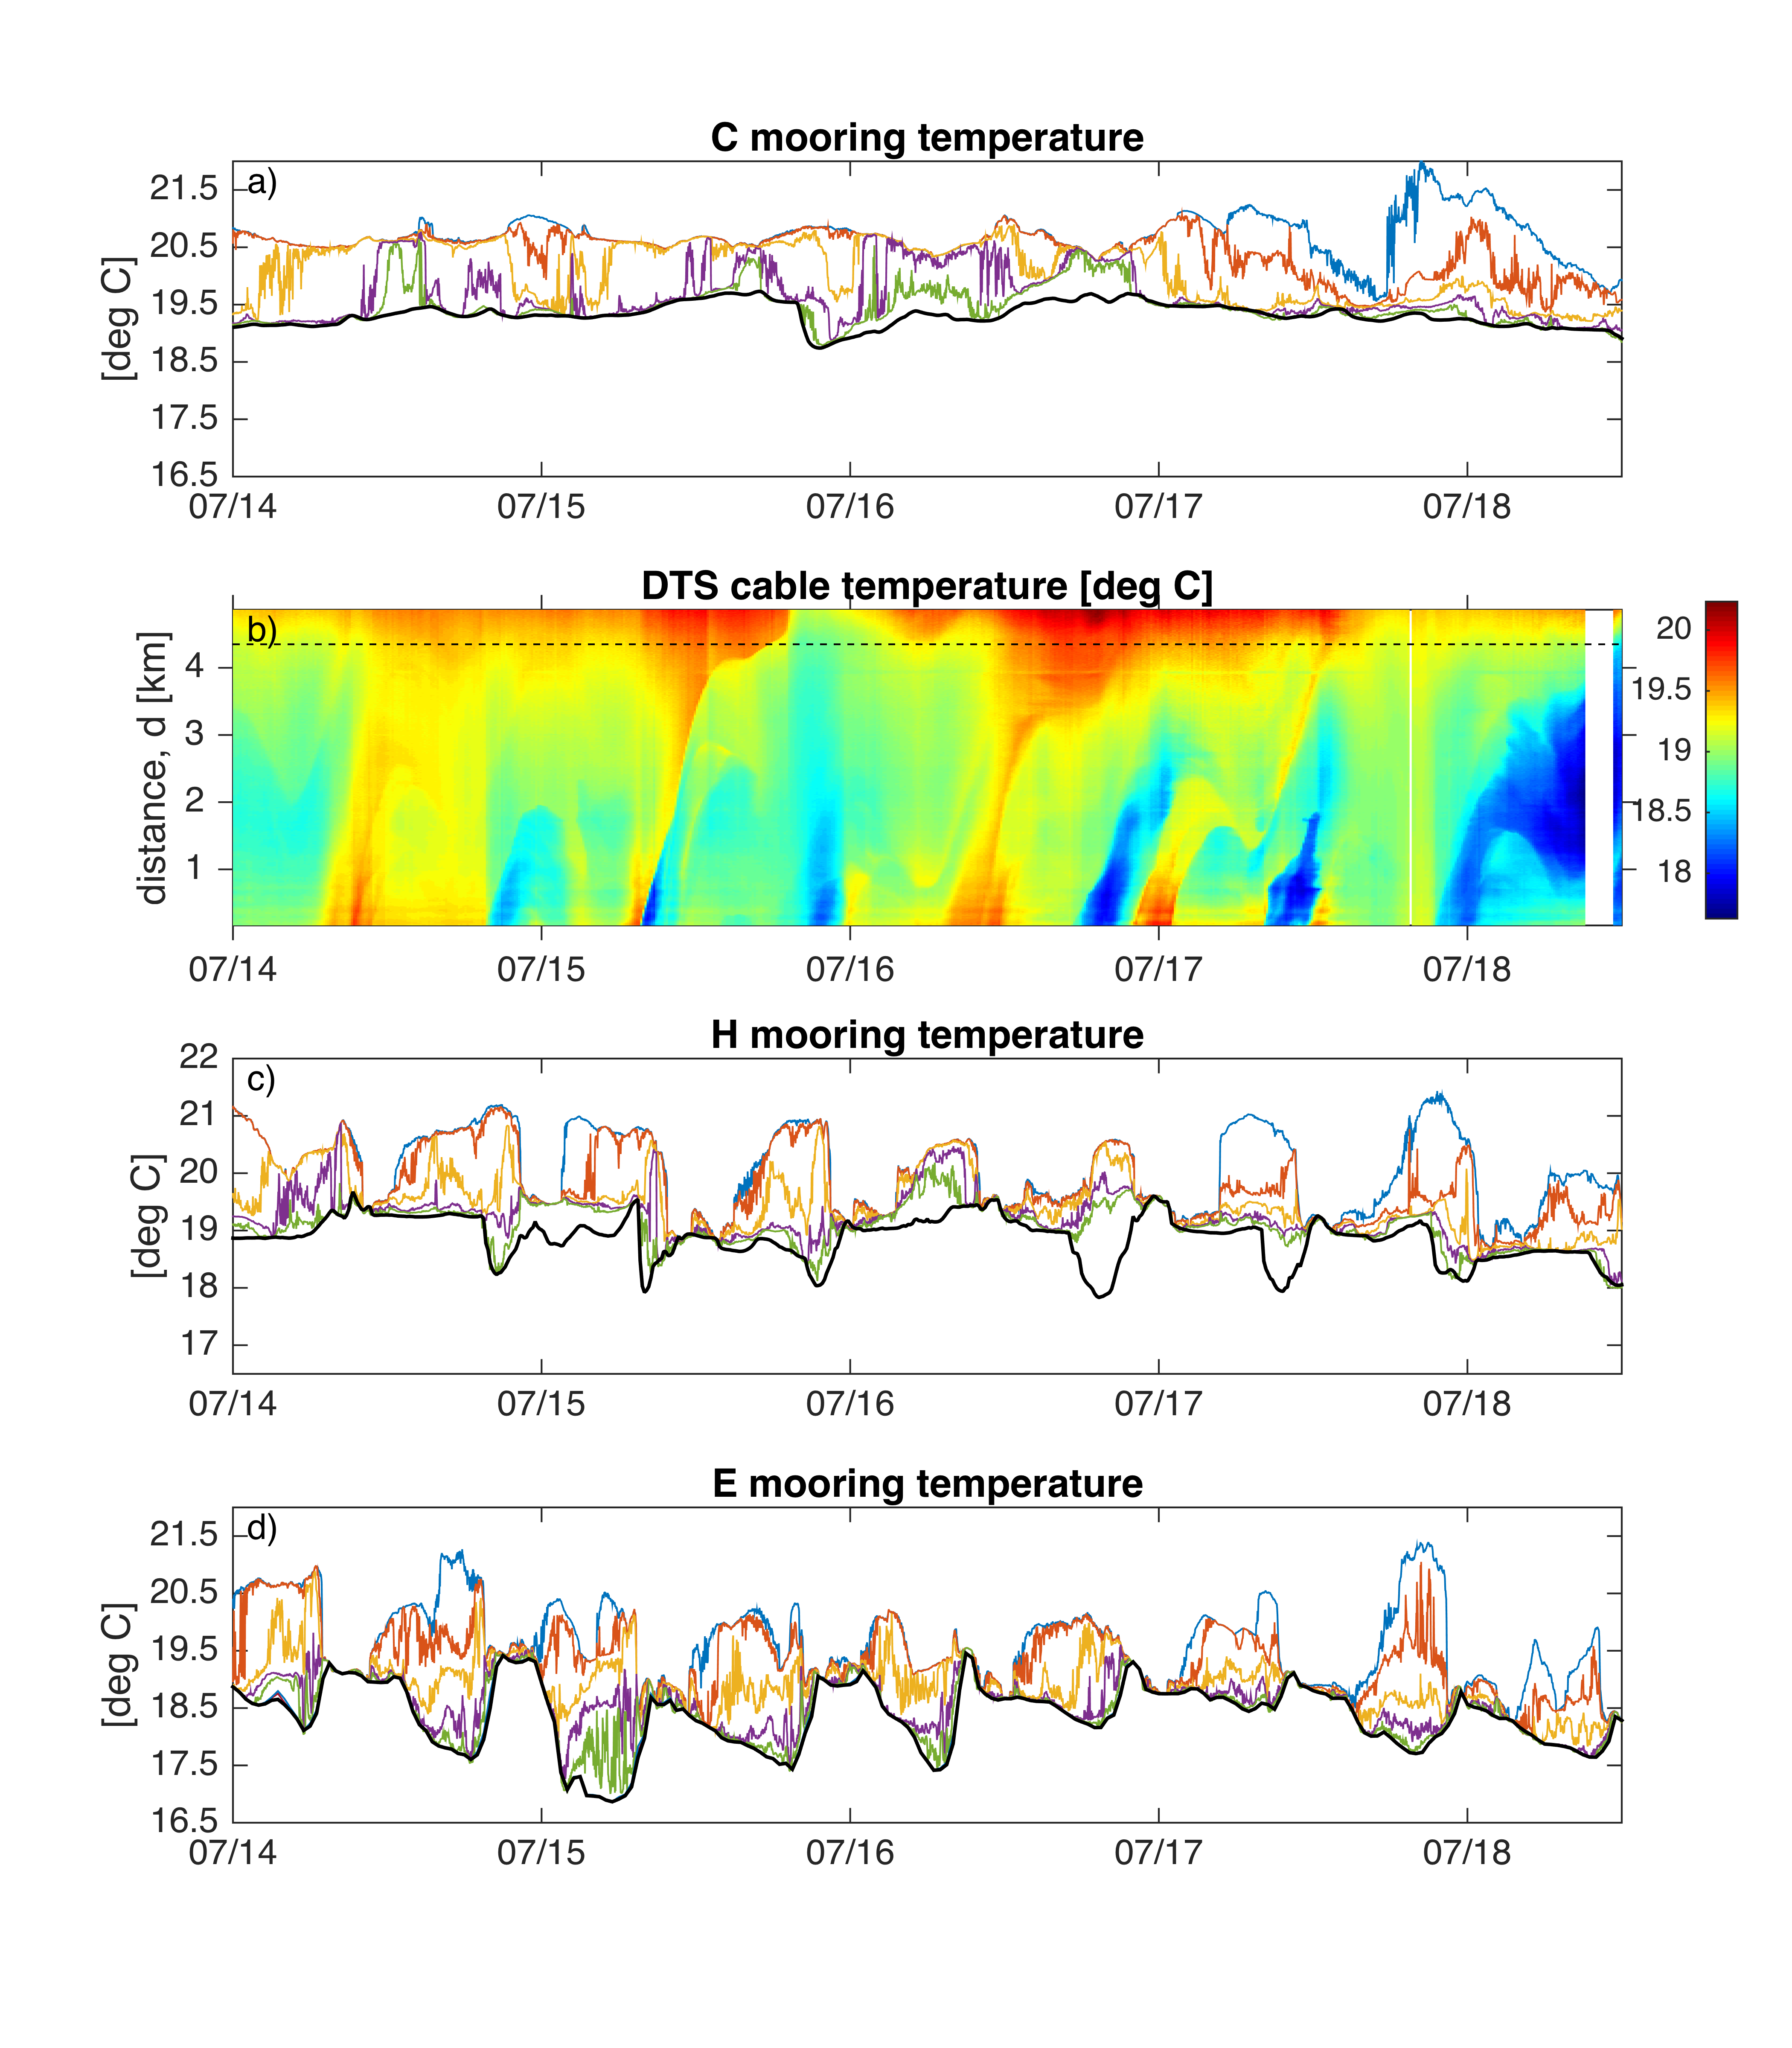 C mooring temperature
a)
[deg C]
21.5
20.5
19.5
18.5
17.5
16.5
07/14 07/15 07/16 07/17 07/18
DTS cable temperature [deg C]
b)
distance, d [km]
4
3
2
1
20
19.5
19
18.5
18
07/14 07/15 07/16 07/17 07/18
H mooring temperature
c)
[deg C]
22
21
20
19
18
17
07/14 07/15 07/16 07/17 07/18
E mooring temperature
d)
[deg C]
21.5
20.5
19.5
18.5
17.5
16.5
07/14 07/15 07/16 07/17 07/18